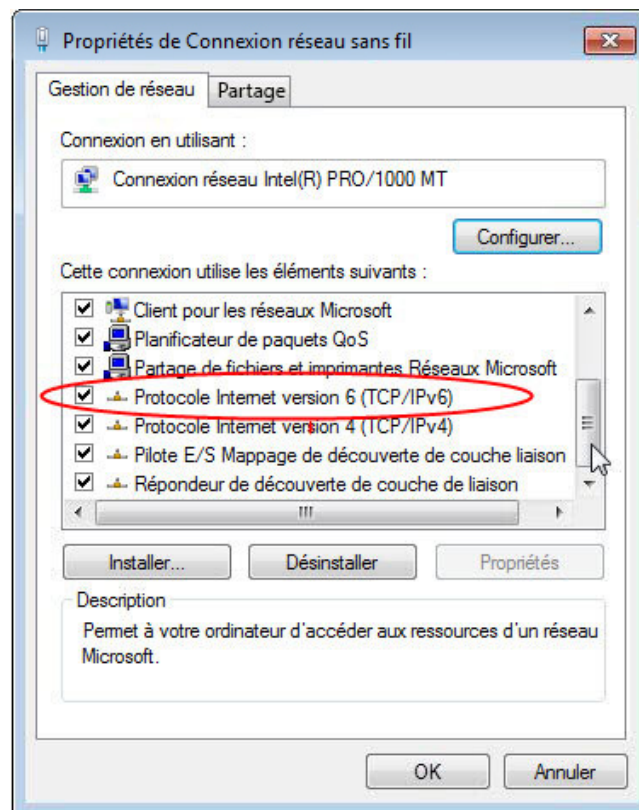 Propriétés de Connexion réseau sans fil
Gestion de réseau Partage
Connexion en utilisant :
Connexion réseau Intel(R) PRO/1000 MT
Configurer...
Cette connexion utilise les éléments suivants :
Client pour les réseaux Microsoft
Planificateur de paquets QoS
Partage de fichiers et imprimantes Réseaux Microsoft
Protocole Internet version 6 (TCP/IPv6)
Protocole Internet version 4 (TCP/IPv4)
Pilote E/S Mappage de découverte de couche liaison
Répondeur de découverte de couche de liaison
Installer... Désinstaller Propriétés
Description
Permet à votre ordinateur d'accéder aux ressources d'un réseau
Microsoft.
OK Annuler